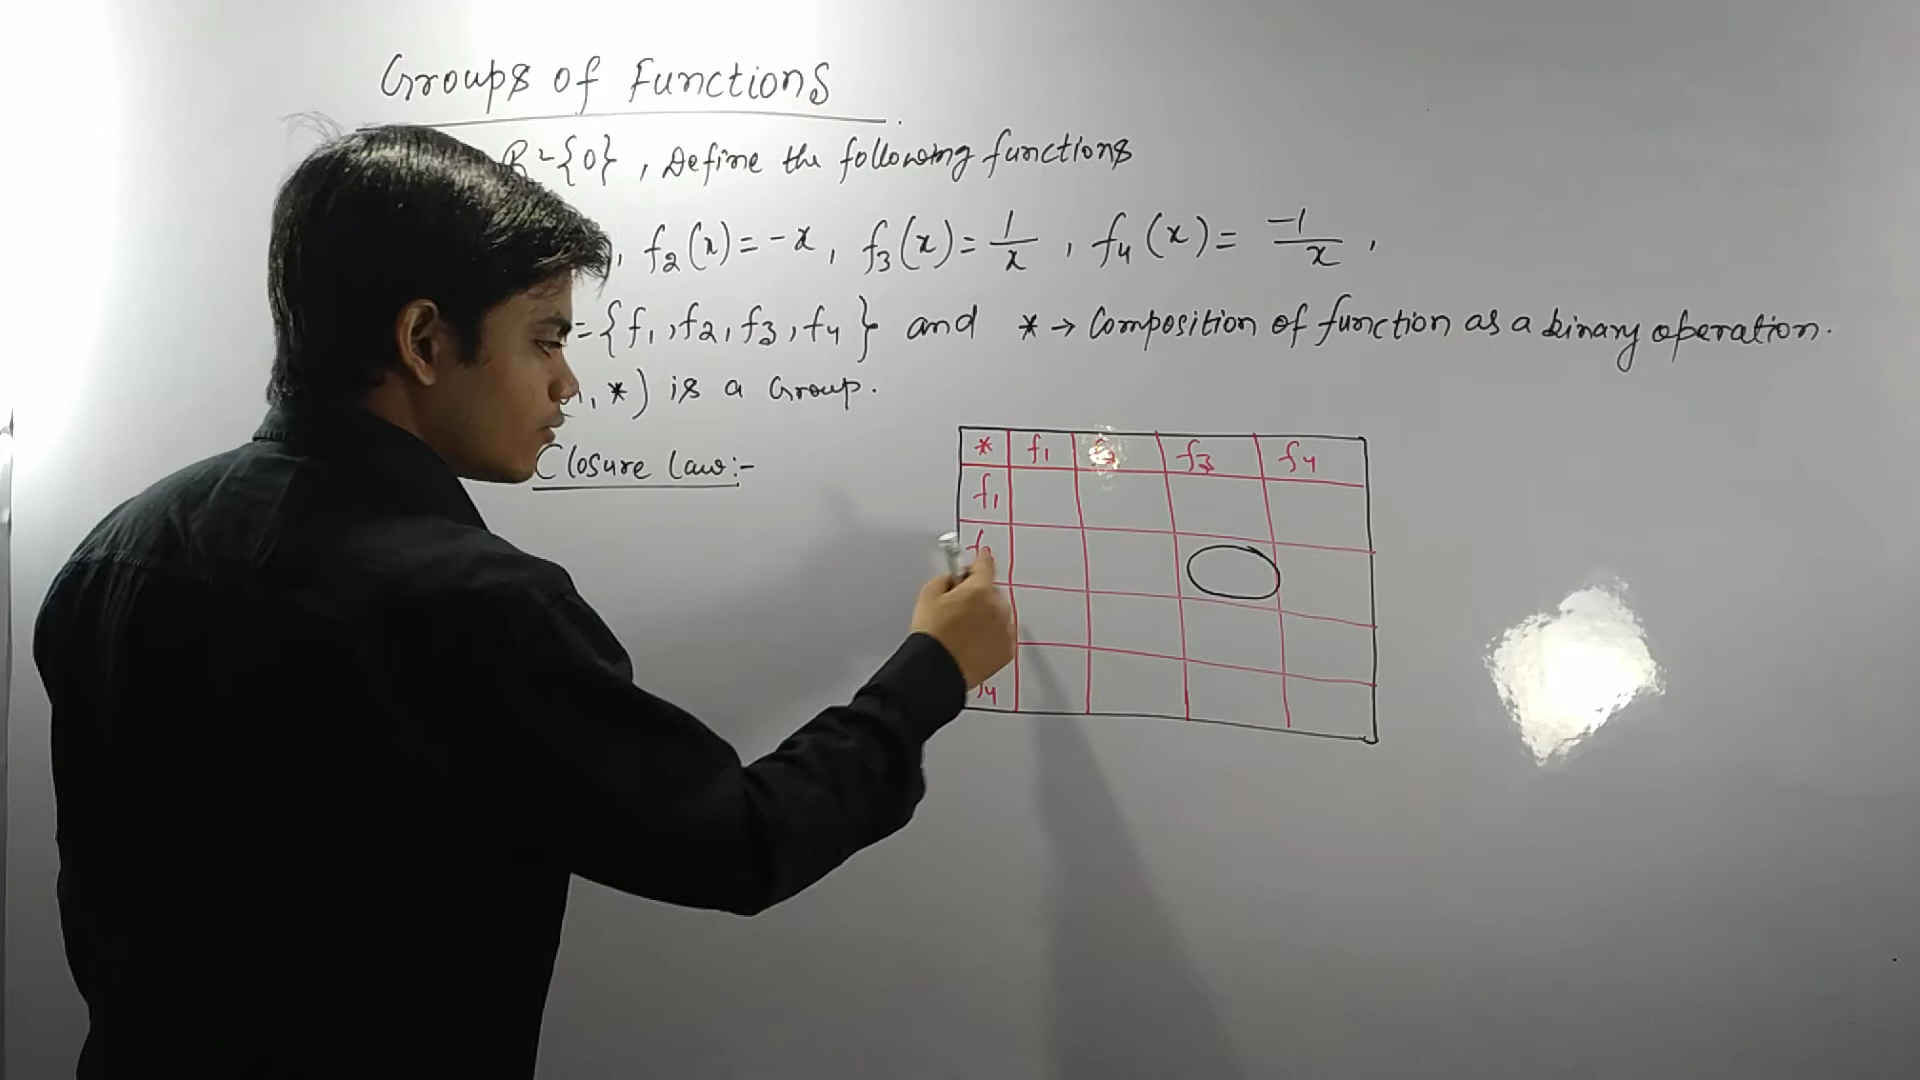 Groups of Functions
R-{0}, Define the following functions
, f₂(x)=-x, f₃(x)=1/x, f₄(x)=-1/x,
={f₁,f₂,f₃,f₄} and *→ Composition of function as a binary operation.
, *) is a Group.
Closure law:-
* f₁ f₃ f₄
f₁
f₄